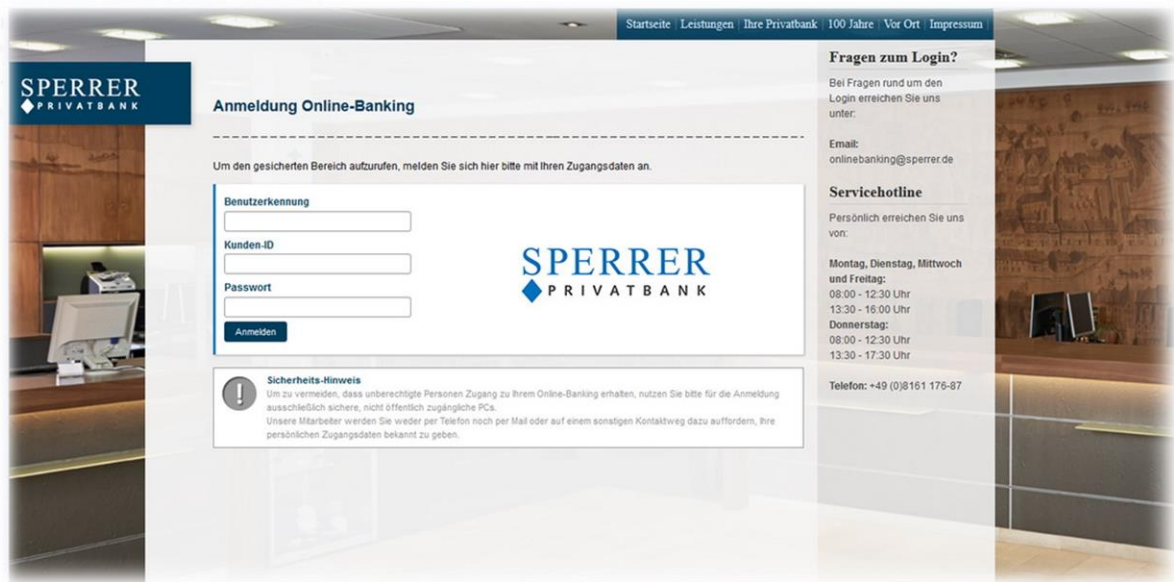 Startseite | Leistungen | Ihre Privatbank | 100 Jahre | Vor Ort | Impressum
SPERRER
PRIVATBANK
Anmeldung Online-Banking
Um den gesicherten Bereich aufzurufen, melden Sie sich hier bitte mit Ihren Zugangsdaten an.
Benutzerkennung
Kunden-ID
Passwort
Anmelden
SPERRER
PRIVATBANK
Sicherheits-Hinweis
Um zu vermeiden, dass unberechtigte Personen Zugang zu Ihrem Online-Banking erhalten, nutzen Sie bitte für die Anmeldung
ausschließlich sichere, nicht öffentlich zugängliche PCs.
Unsere Mitarbeiter werden Sie weder per Telefon noch per Mail oder auf einem sonstigen Kontaktweg dazu auffordern, Ihre
persönlichen Zugangsdaten bekannt zu geben.
Fragen zum Login?
Bei Fragen rund um den
Login erreichen Sie uns
unter:
Email:
onlinebanking@sperrer.de
Servicehotline
Persönlich erreichen Sie uns
von:
Montag, Dienstag, Mittwoch
und Freitag:
08:00 - 12:30 Uhr
13:30 - 16:00 Uhr
Donnerstag:
08:00 - 12:30 Uhr
13:30 - 17:30 Uhr
Telefon: +49 (0)8161 176-87